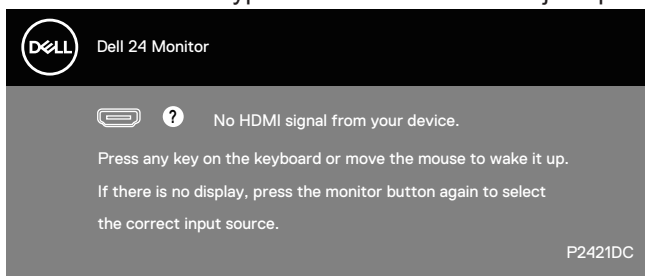 DELL
Dell 24 Monitor
? No HDMI signal from your device.
Press any key on the keyboard or move the mouse to wake it up.
If there is no display, press the monitor button again to select
the correct input source.
P2421DC